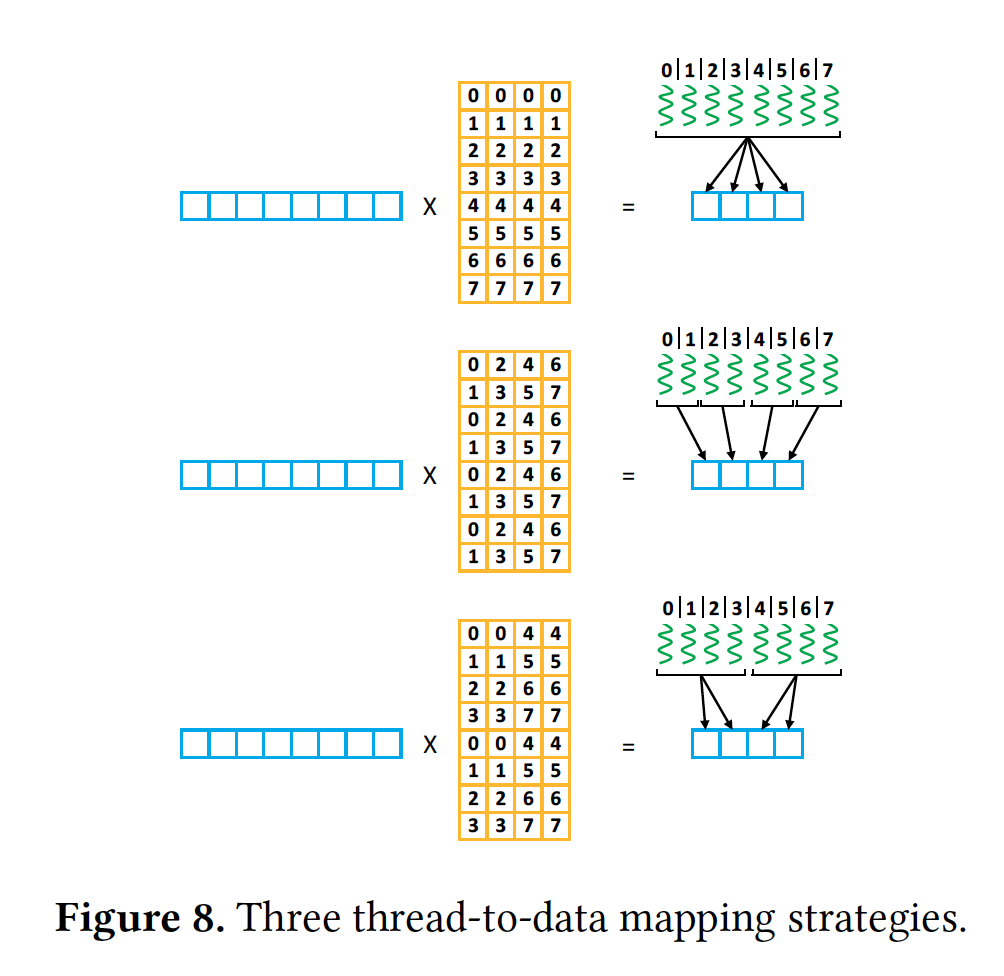 0|1|2|3|4|5|6|7
0 0 0 0
1 1 1 1
2 2 2 2
3 3 3 3
X
4 4 4 4
=
5 5 5 5
6 6 6 6
7 7 7 7
0|1|2|3|4|5|6|7
0 2 4 6
1 3 5 7
0 2 4 6
1 3 5 7
X
0 2 4 6
=
1 3 5 7
0 2 4 6
1 3 5 7
0|1|2|3|4|5|6|7
0 0 4 4
1 1 5 5
2 2 6 6
3 3 7 7
X
0 0 4 4
=
1 1 5 5
2 2 6 6
3 3 7 7
Figure 8. Three thread-to-data mapping strategies.